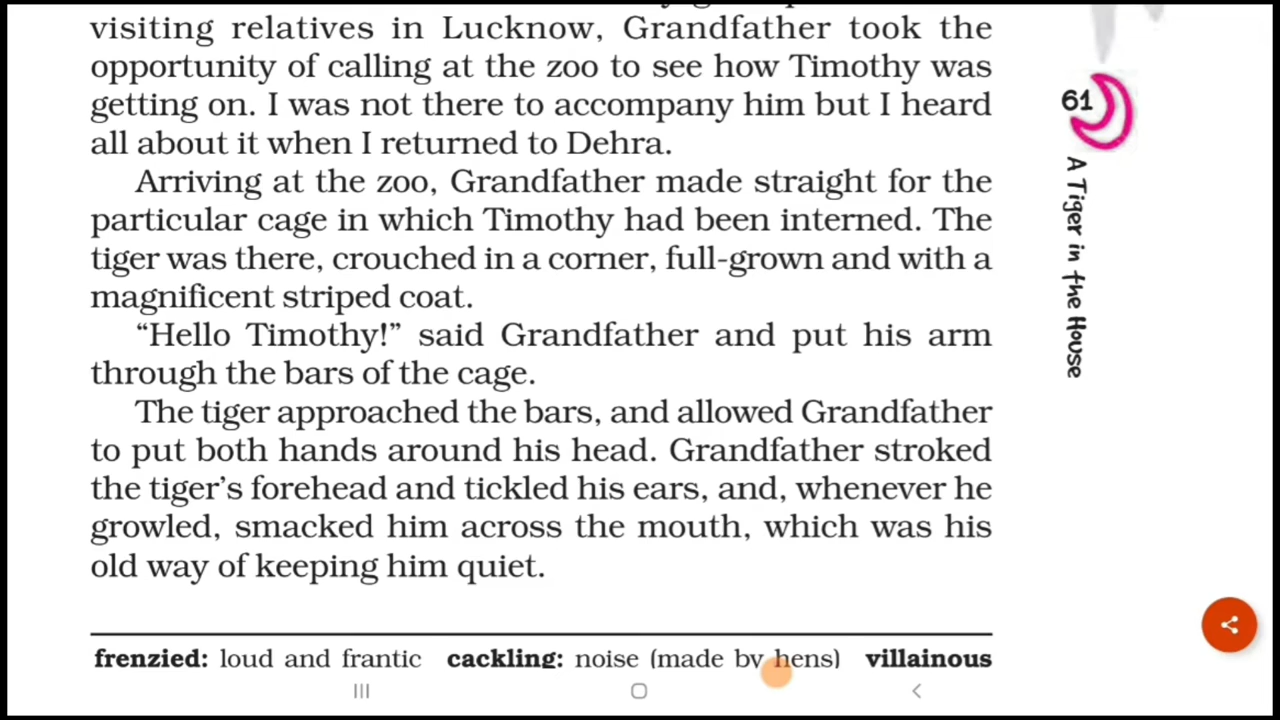 visiting relatives in Lucknow, Grandfather took the
opportunity of calling at the zoo to see how Timothy was
getting on. I was not there to accompany him but I heard
all about it when I returned to Dehra.
Arriving at the zoo, Grandfather made straight for the
particular cage in which Timothy had been interned. The
tiger was there, crouched in a corner, full-grown and with a
magnificent striped coat.
“Hello Timothy!” said Grandfather and put his arm
through the bars of the cage.
The tiger approached the bars, and allowed Grandfather
to put both hands around his head. Grandfather stroked
the tiger’s forehead and tickled his ears, and, whenever he
growled, smacked him across the mouth, which was his
old way of keeping him quiet.
frenzied: loud and frantic cackling: noise (made by hens) villainous
61
A Tiger in the House